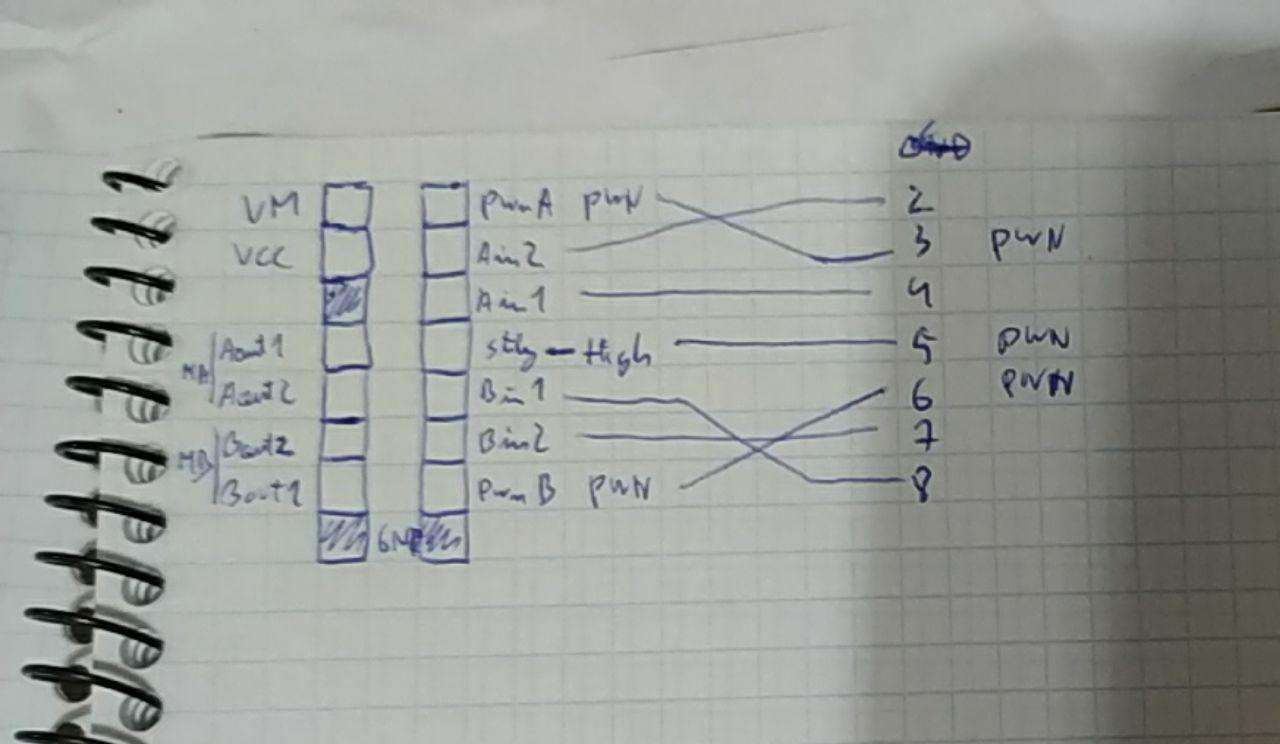 VM PwmA PWN 2
VCC Ain2 3 PWN
Ain1 4
MA Aout1 Stby - High 5 PWN
Aout2 Bin1 6 PWN
MB Bout2 Bin2 7
Bout1 PwmB PWN 8
GND